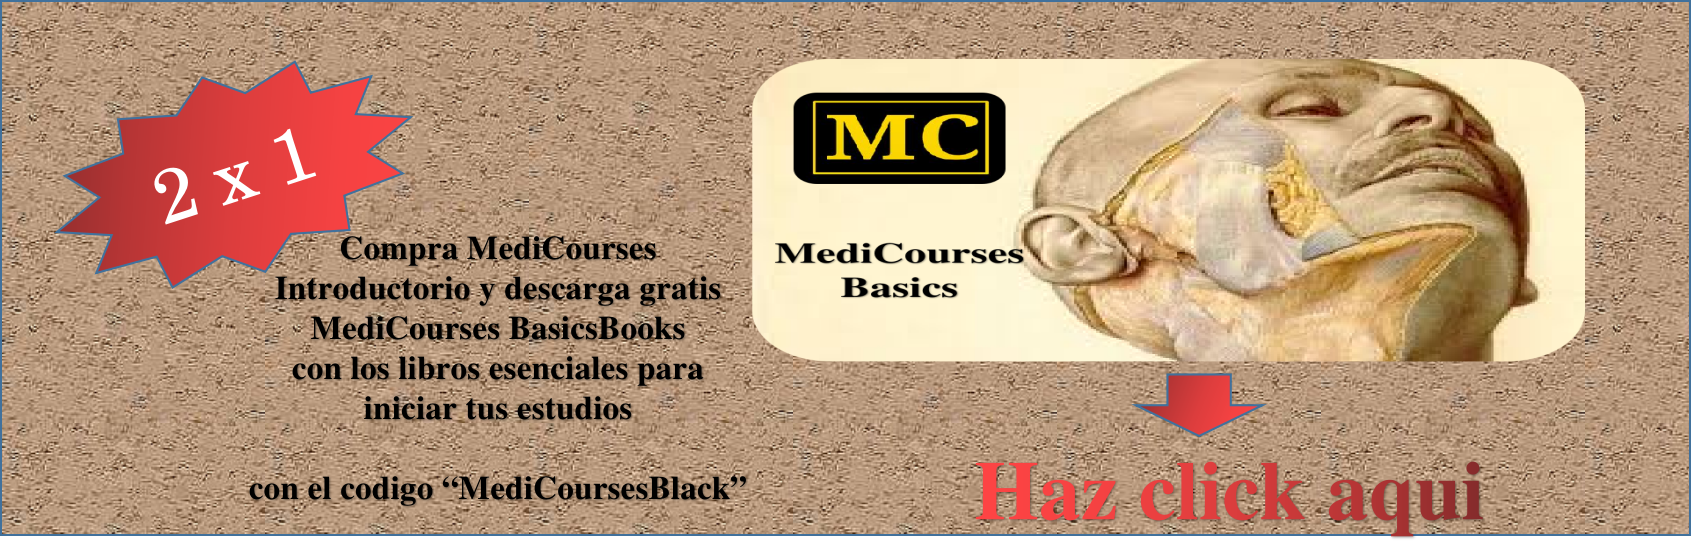 2 x 1
Compra MediCourses
Introductorio y descarga gratis
MediCourses BasicsBooks
con los libros esenciales para
iniciar tus estudios
con el codigo “MediCoursesBlack”
MC
MediCourses
Basics
Haz click aqui